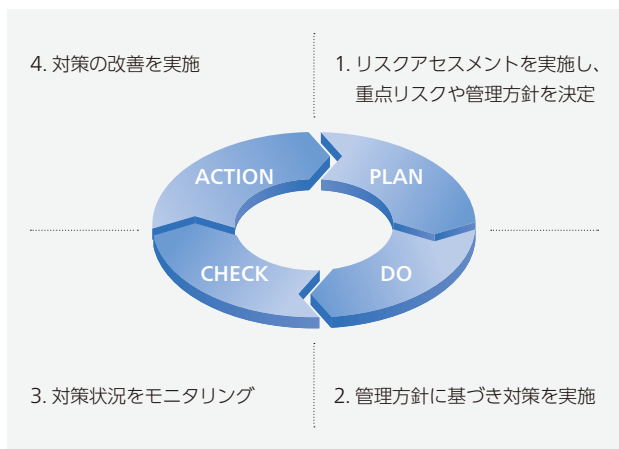 4. 対策の改善を実施
1. リスクアセスメントを実施し、
重点リスクや管理方針を決定
ACTION
PLAN
CHECK
DO
3. 対策状況をモニタリング
2. 管理方針に基づき対策を実施